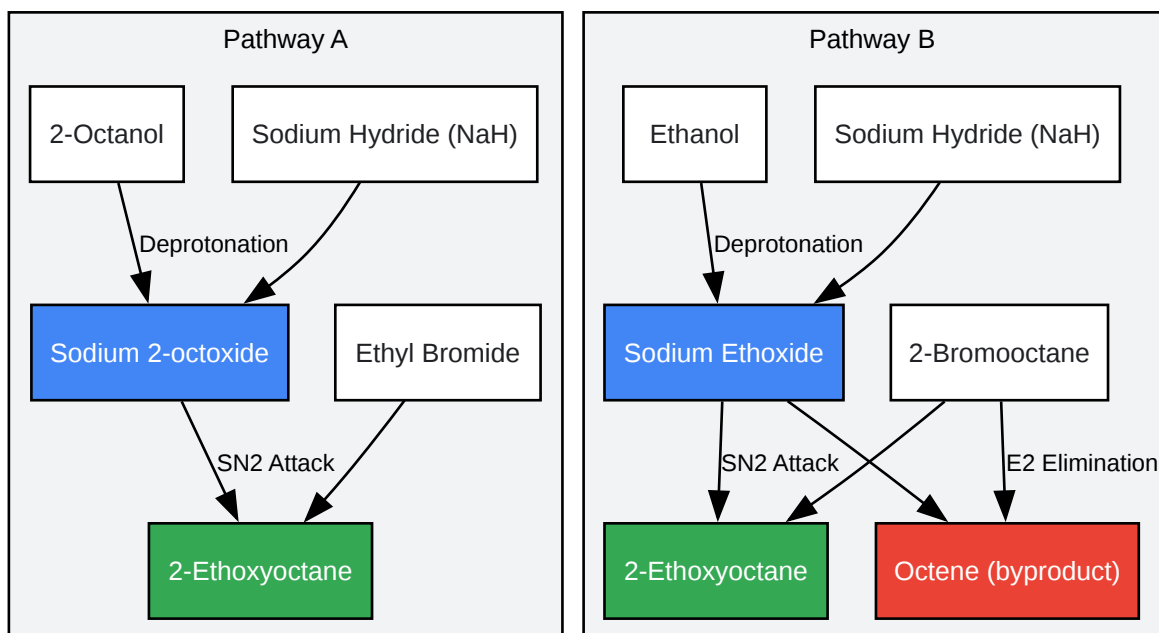 Pathway A
2-Octanol
Sodium Hydride (NaH)
Deprotonation
Sodium 2-octoxide
Ethyl Bromide
SN2 Attack
2-Ethoxyoctane
Pathway B
Ethanol
Sodium Hydride (NaH)
Deprotonation
Sodium Ethoxide
2-Bromooctane
SN2 Attack
E2 Elimination
2-Ethoxyoctane
Octene (byproduct)